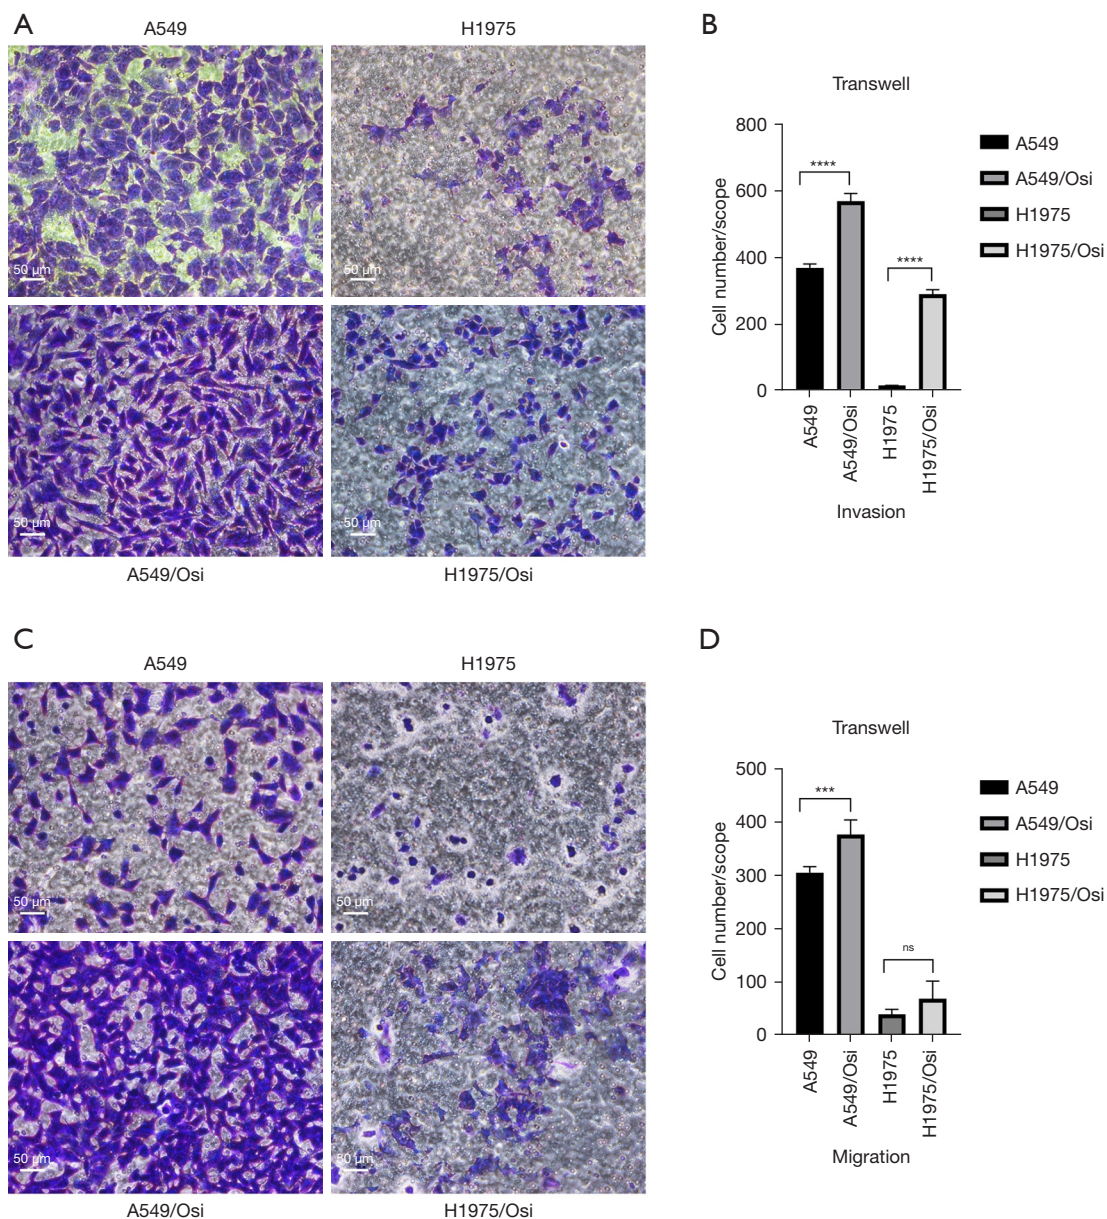 A
A549
H1975
50 µm
50 µm
50 µm
50 µm
A549/Osi
H1975/Osi
B
Transwell
800
600
400
200
0
Cell number/scope
****
****
A549
A549/Osi
H1975
H1975/Osi
Invasion
A549
A549/Osi
H1975
H1975/Osi
C
A549
H1975
50 µm
50 µm
50 µm
50 µm
A549/Osi
H1975/Osi
D
Transwell
500
400
300
200
100
0
Cell number/scope
***
ns
A549
A549/Osi
H1975
H1975/Osi
Migration
A549
A549/Osi
H1975
H1975/Osi